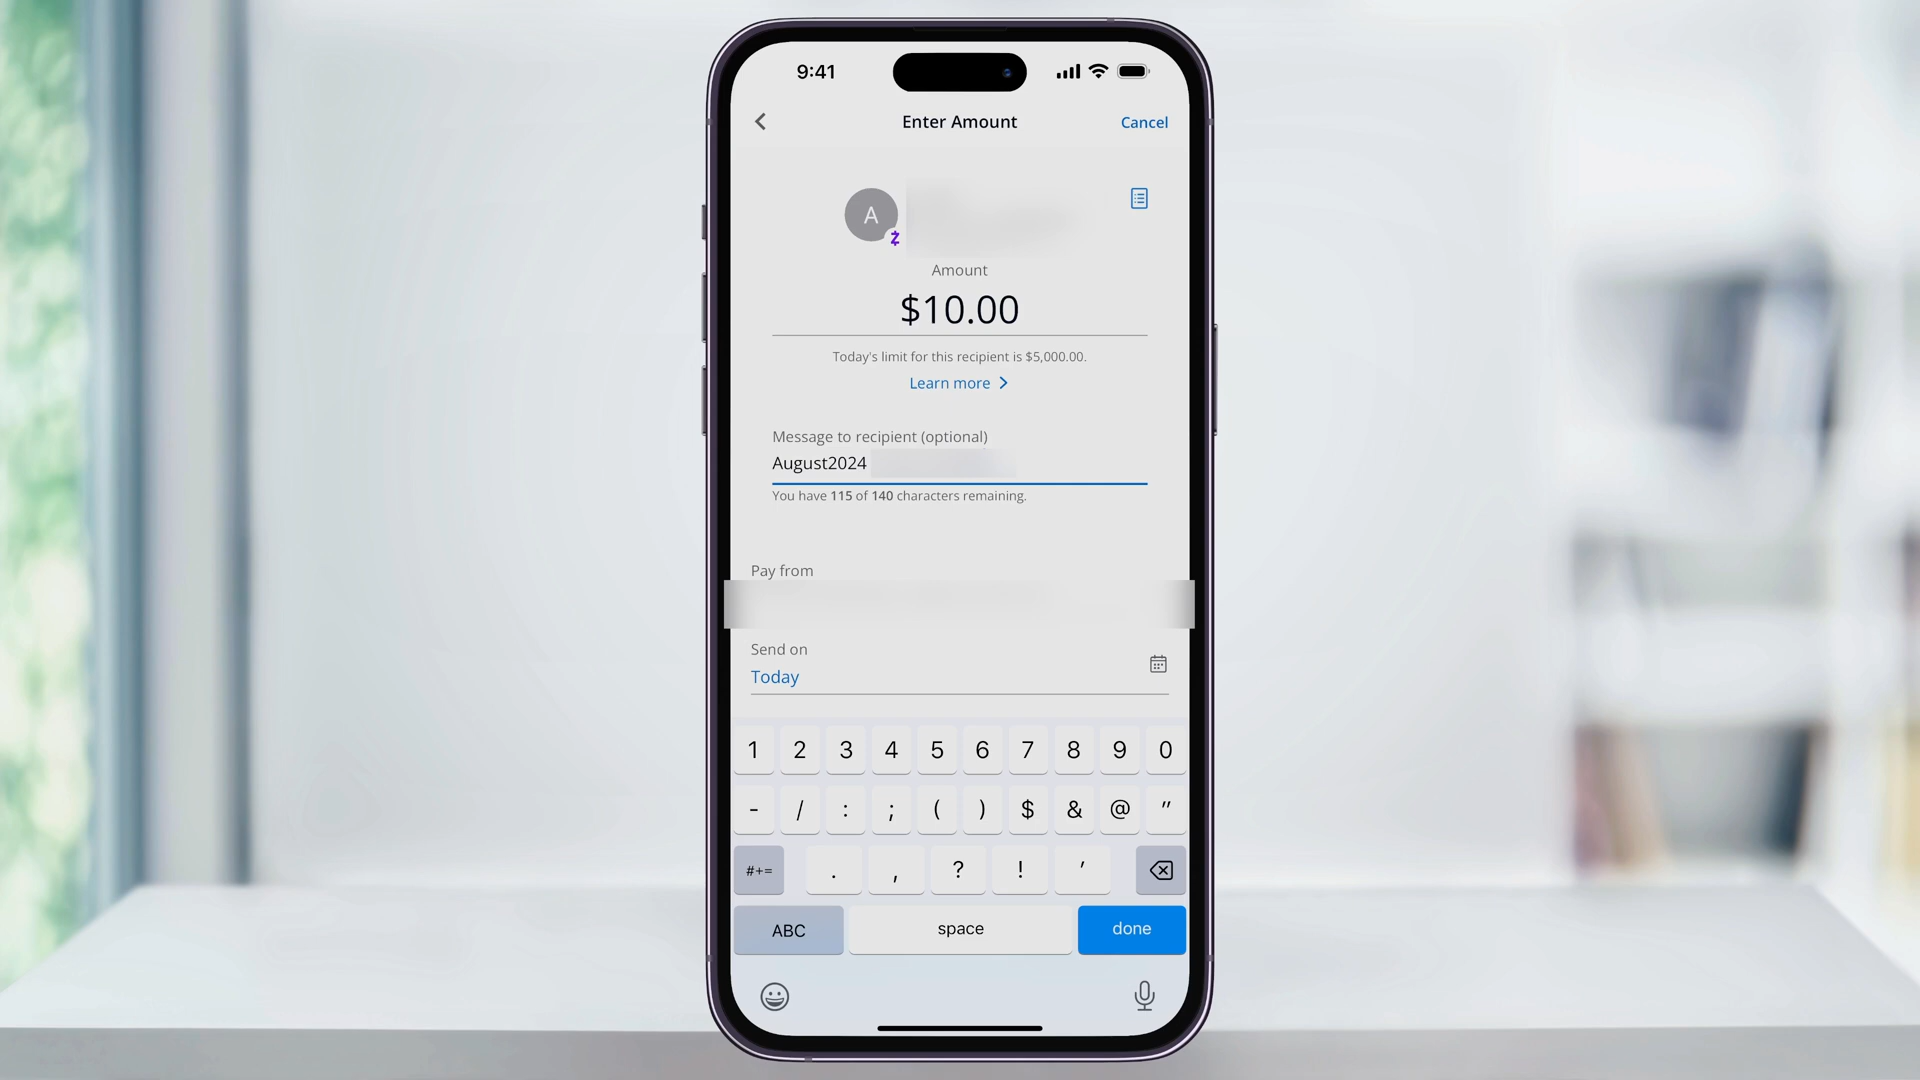 9:41
Enter Amount
Cancel
A
Amount
$10.00
Today's limit for this recipient is $5,000.00.
Learn more
Message to recipient (optional)
August2024
You have 115 of 140 characters remaining.
Pay from
Send on
Today
1 2 3 4 5 6 7 8 9 0
- / : ; ( ) $ & @ "
#+= . , ? ! '
ABC space done